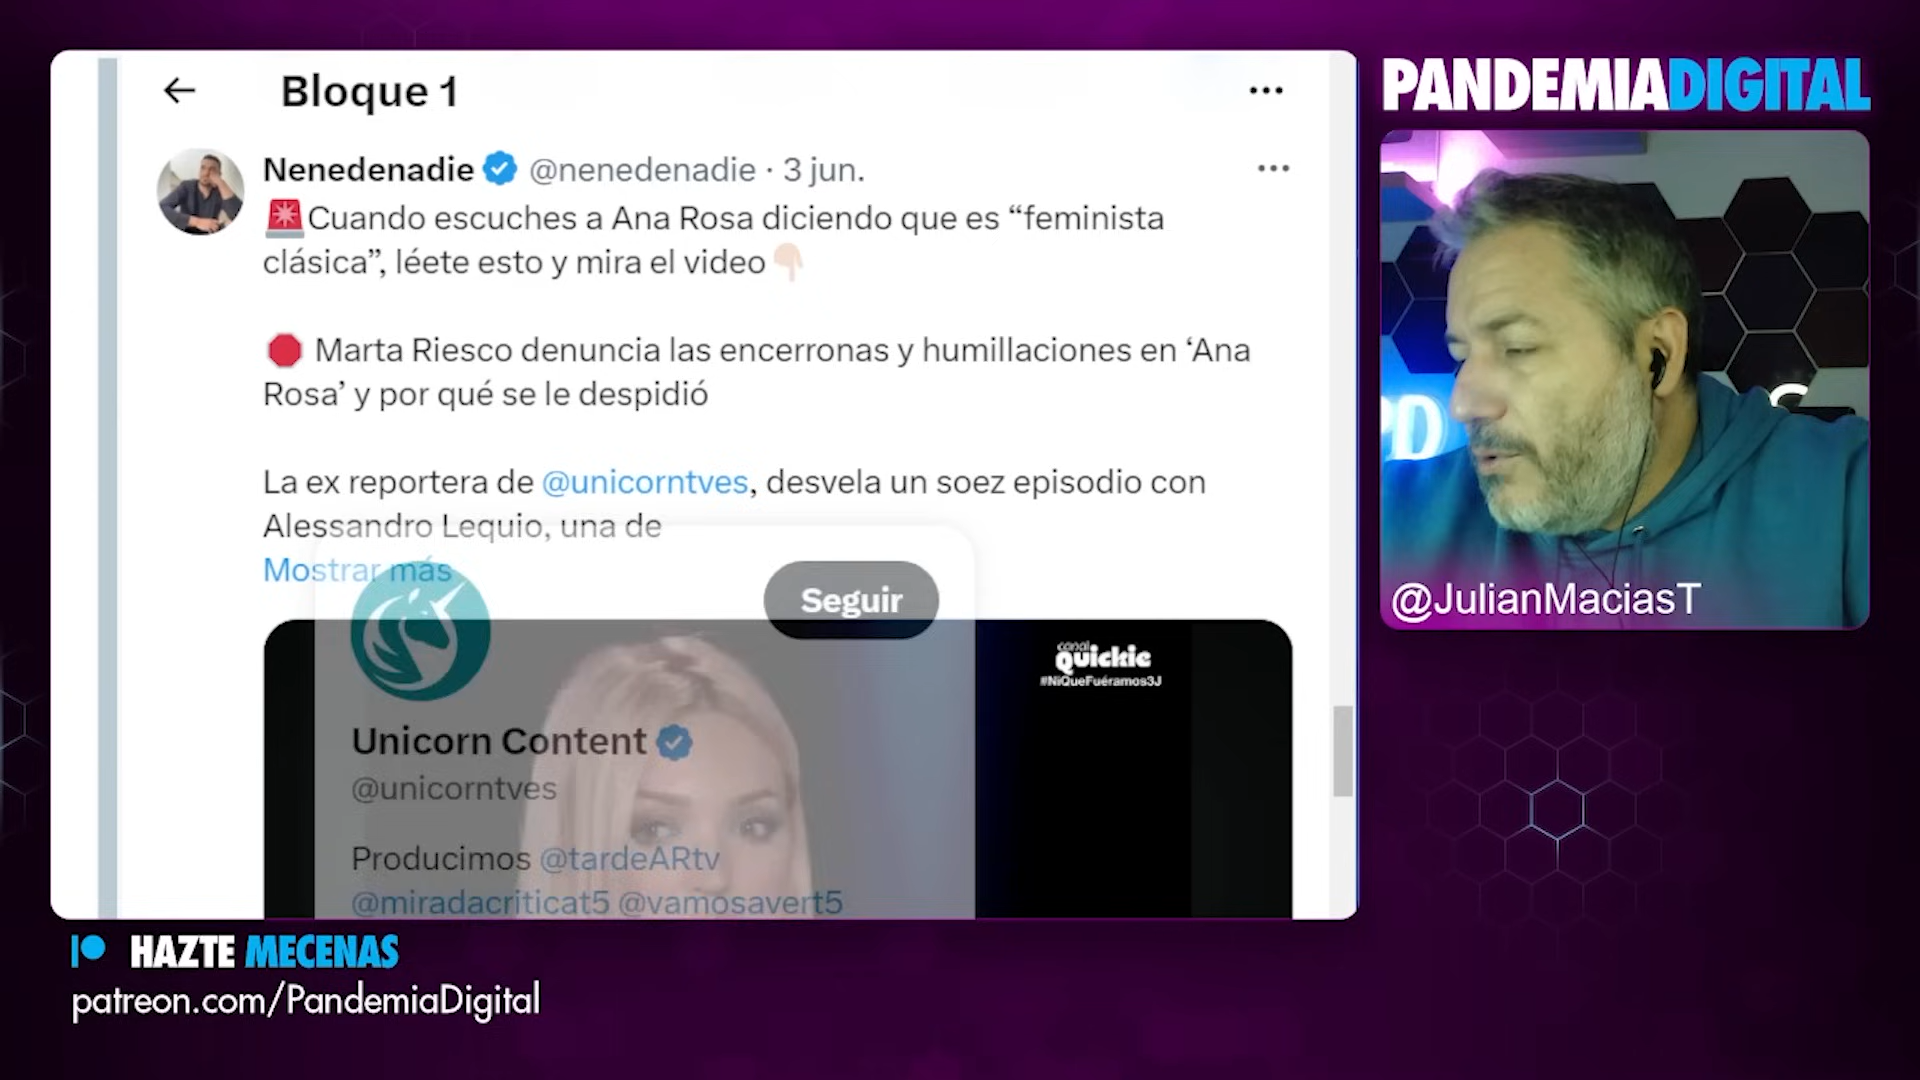 Bloque 1
PANDEMIADIGITAL
Nenedenadie @nenedenadie · 3 jun.
🚨Cuando escuches a Ana Rosa diciendo que es “feminista
clásica”, léete esto y mira el video👇🏻
🛑 Marta Riesco denuncia las encerronas y humillaciones en ‘Ana
Rosa’ y por qué se le despidió
La ex reportera de @unicorntves, desvela un soez episodio con
Alessandro Lequio, una de
Mostrar más
Seguir
canal
Quickie
#NiQueFuéramos3J
Unicorn Content
@unicorntves
Producimos @tardeARtv
@miradacriticat5 @vamosavert5
PD
@JulianMaciasT
HAZTE MECENAS
patreon.com/PandemiaDigital